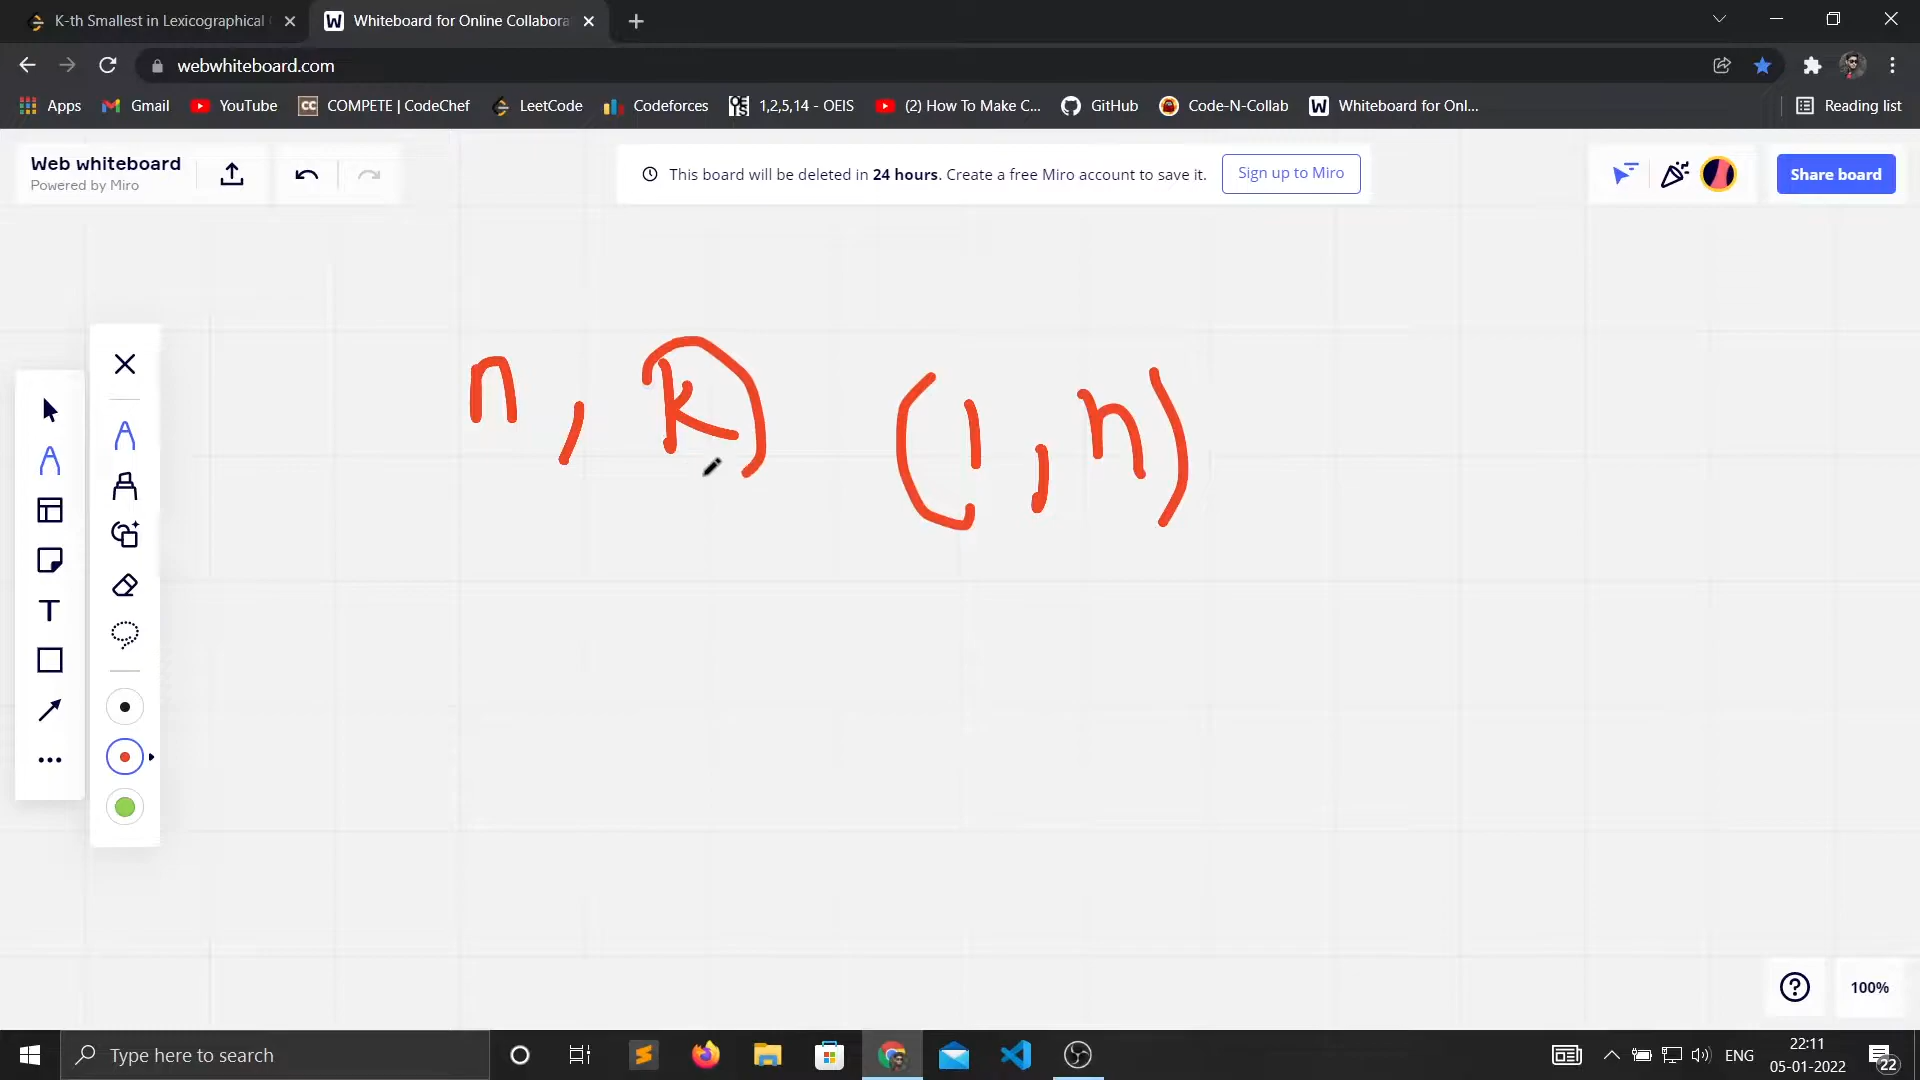 K-th Smallest in Lexicographical
Whiteboard for Online Collabora
webwhiteboard.com
Apps
Gmail
YouTube
CC COMPETE | CodeChef
LeetCode
Codeforces
1,2,5,14 - OEIS
(2) How To Make C...
GitHub
Code-N-Collab
W Whiteboard for Onl...
Reading list
Web whiteboard
Powered by Miro
This board will be deleted in 24 hours. Create a free Miro account to save it.
Sign up to Miro
Share board
n , k (1 , n)
T
100%
Type here to search
ENG
22:11
05-01-2022
22